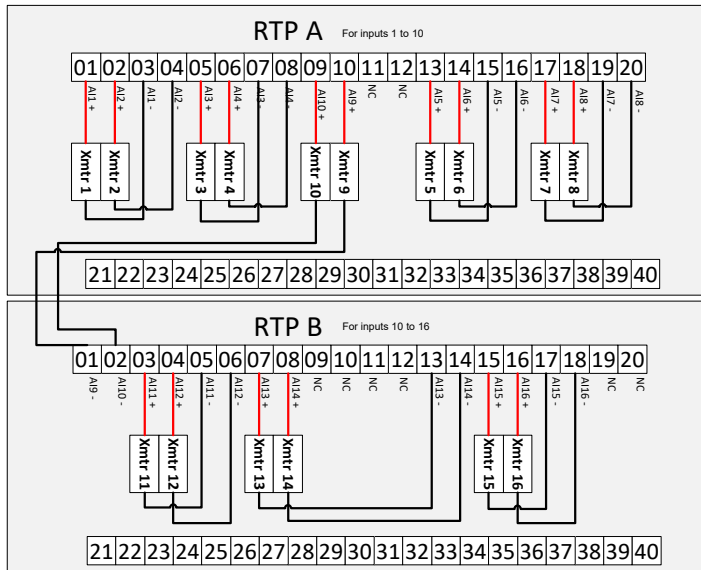 RTP A For inputs 1 to 10
01 02 03 04 05 06 07 08 09 10 11 12 13 14 15 16 17 18 19 20
AI1 + AI2 + AI1 - AI2 - AI3 + AI4 + AI3 - AI4 - AI10 + AI9 + NC NC AI5 + AI6 + AI5 - AI6 - AI7 + AI8 + AI7 - AI8 -
Xmtr 1 Xmtr 2 Xmtr 3 Xmtr 4 Xmtr 10 Xmtr 9 Xmtr 5 Xmtr 6 Xmtr 7 Xmtr 8
21 22 23 24 25 26 27 28 29 30 31 32 33 34 35 36 37 38 39 40
RTP B For inputs 10 to 16
01 02 03 04 05 06 07 08 09 10 11 12 13 14 15 16 17 18 19 20
AI9 - AI10 - AI11 + AI12 + AI11 - AI12 - AI13 + AI14 + NC NC NC NC AI13 - AI14 - AI15 + AI16 + AI15 - AI16 - NC NC
Xmtr 11 Xmtr 12 Xmtr 13 Xmtr 14 Xmtr 15 Xmtr 16
21 22 23 24 25 26 27 28 29 30 31 32 33 34 35 36 37 38 39 40